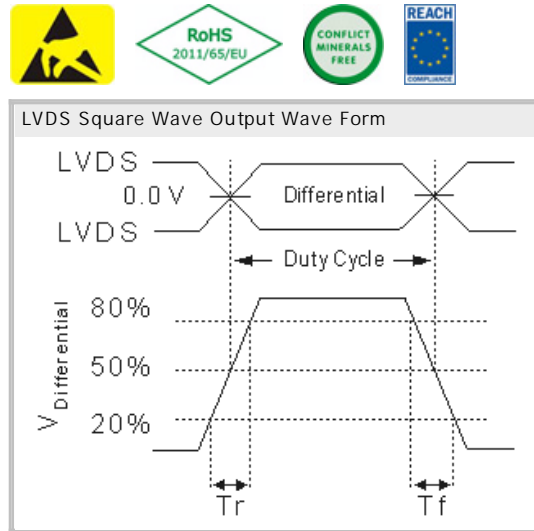 RoHS
2011/65/EU
CONFLICT
MINERALS
FREE
REACH
COMPLIANCE
LVDS Square Wave Output Wave Form
LVDS
0.0 V
Differential
LVDS
Duty Cycle
V Differential
80%
50%
20%
Tr
Tf